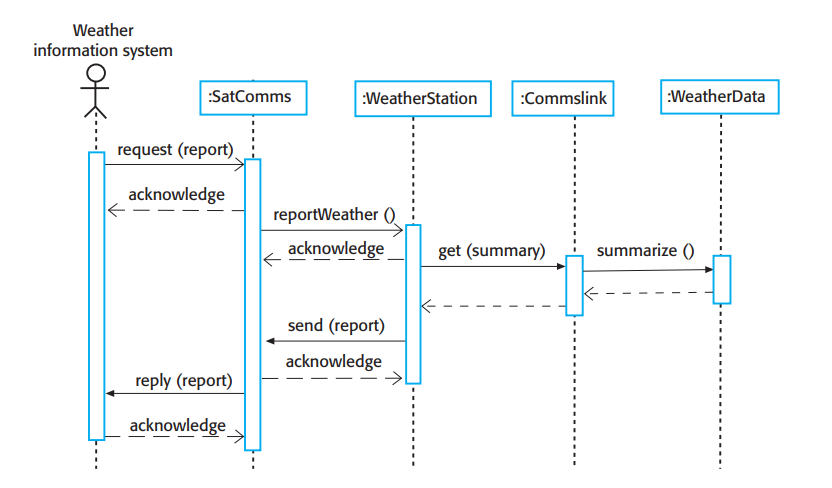 Weather
information system
:SatComms
:WeatherStation
:Commslink
:WeatherData
request (report)
acknowledge
reportWeather ()
acknowledge
get (summary)
summarize ()
send (report)
acknowledge
reply (report)
acknowledge